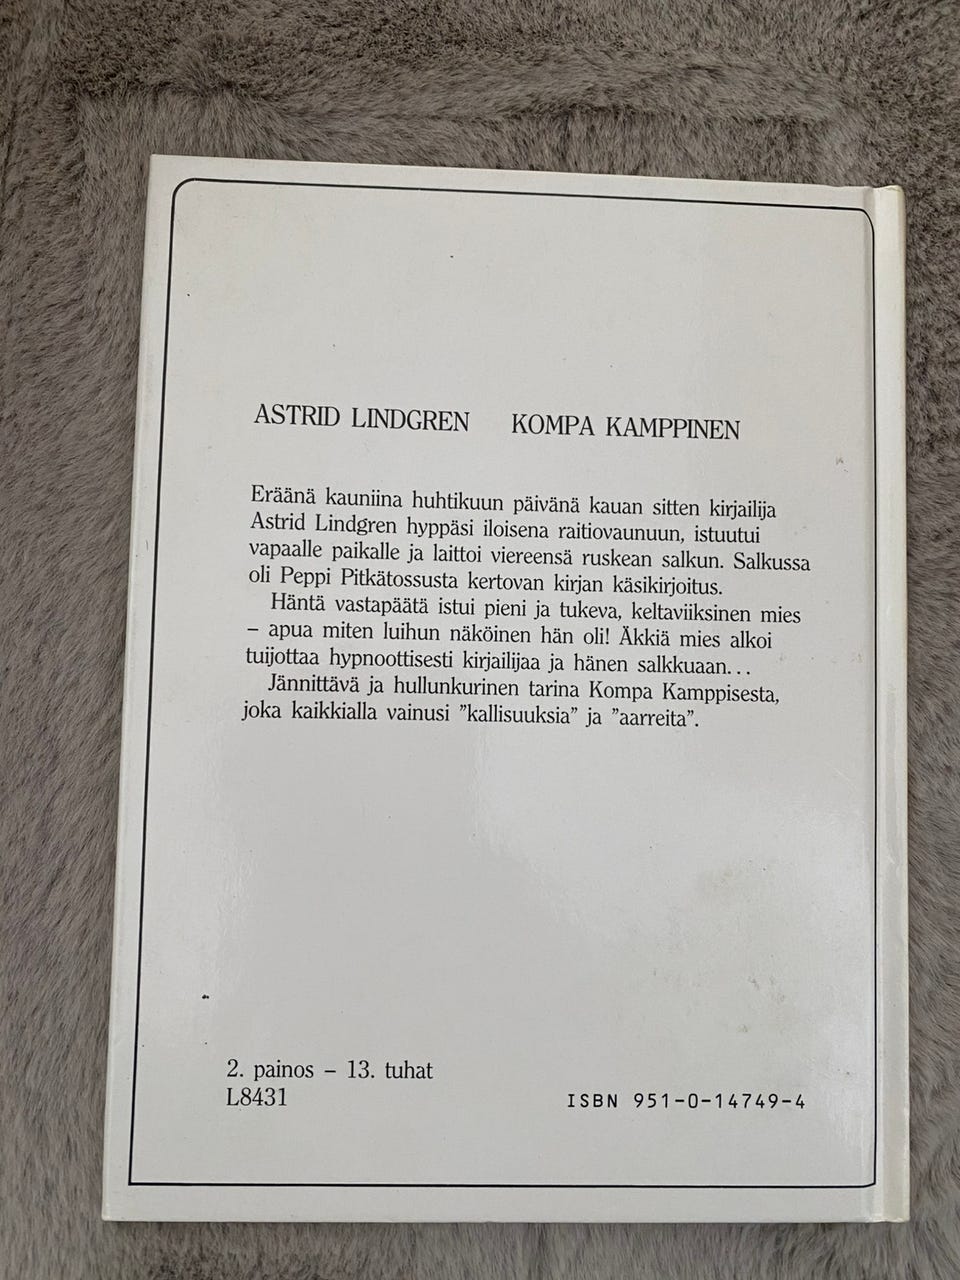 ASTRID LINDGREN KOMPA KAMPPINEN
Eräänä kauniina huhtikuun päivänä kauan sitten kirjailija
Astrid Lindgren hyppäsi iloisena raitiovaunuun, istuutui
vapaalle paikalle ja laittoi viereensä ruskean salkun. Salkussa
oli Peppi Pitkätossusta kertovan kirjan käsikirjoitus.
Häntä vastapäätä istui pieni ja tukeva, keltaviiksinen mies
– apua miten luihun näköinen hän oli! Äkkiä mies alkoi
tuijottaa hypnoottisesti kirjailijaa ja hänen salkkuaan...
Jännittävä ja hullunkurinen tarina Kompa Kamppisesta,
joka kaikkialla vainusi ”kallisuuksia” ja ”aarreita”.
2. painos – 13. tuhat
L8431
ISBN 951-0-14749-4